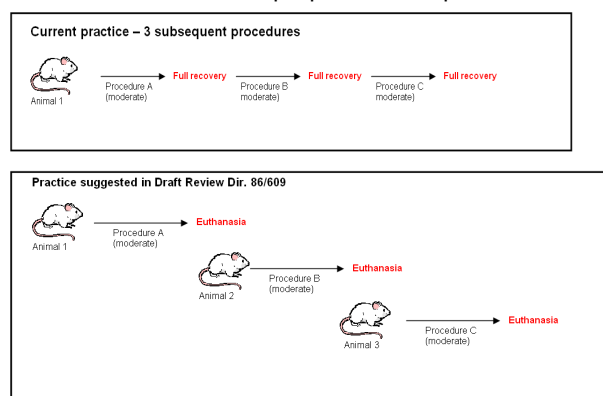 Current practice – 3 subsequent procedures
Full recovery
Full recovery
Full recovery
Procedure A
(moderate)
Procedure B
moderate)
Procedure C
moderate)
Animal 1
Practice suggested in Draft Review Dir. 86/609
Euthanasia
Procedure A
(moderate)
Animal 1
Euthanasia
Procedure B
(moderate)
Animal 2
Euthanasia
Procedure C
(moderate)
Animal 3